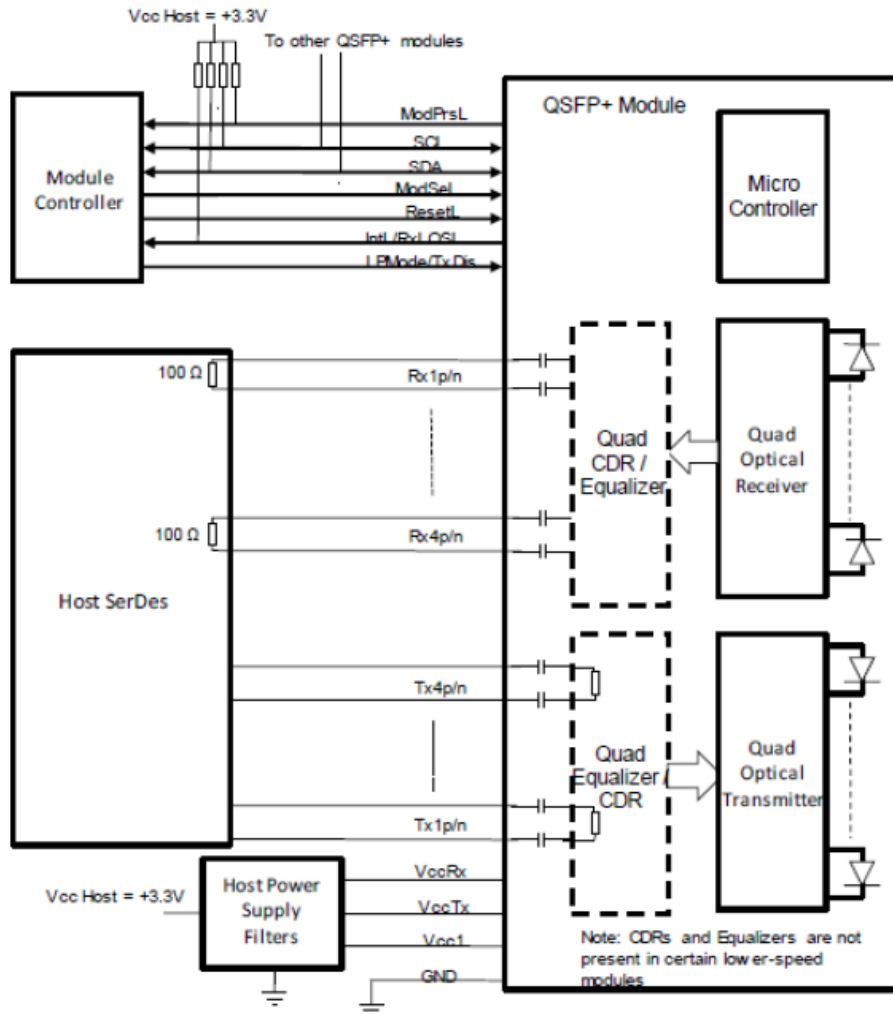 Vcc Host = +3.3V
To other QSFP+ modules
QSFP+ Module
ModPrsL
SCL
SDA
ModSeL
ResetL
IntL/RxLOSL
LPMode/TxDis
Module
Controller
Micro
Controller
100 Ω
Rx1p/n
100 Ω
Rx4p/n
Quad
CDR /
Equalizer
Quad
Optical
Receiver
Host SerDes
Tx4p/n
Tx1p/n
Quad
Equalizer /
CDR
Quad
Optical
Transmitter
Vcc Host = +3.3V
Host Power
Supply
Filters
VccRx
VccTx
Vcc1
GND
Note: CDRs and Equalizers are not
present in certain lower-speed
modules